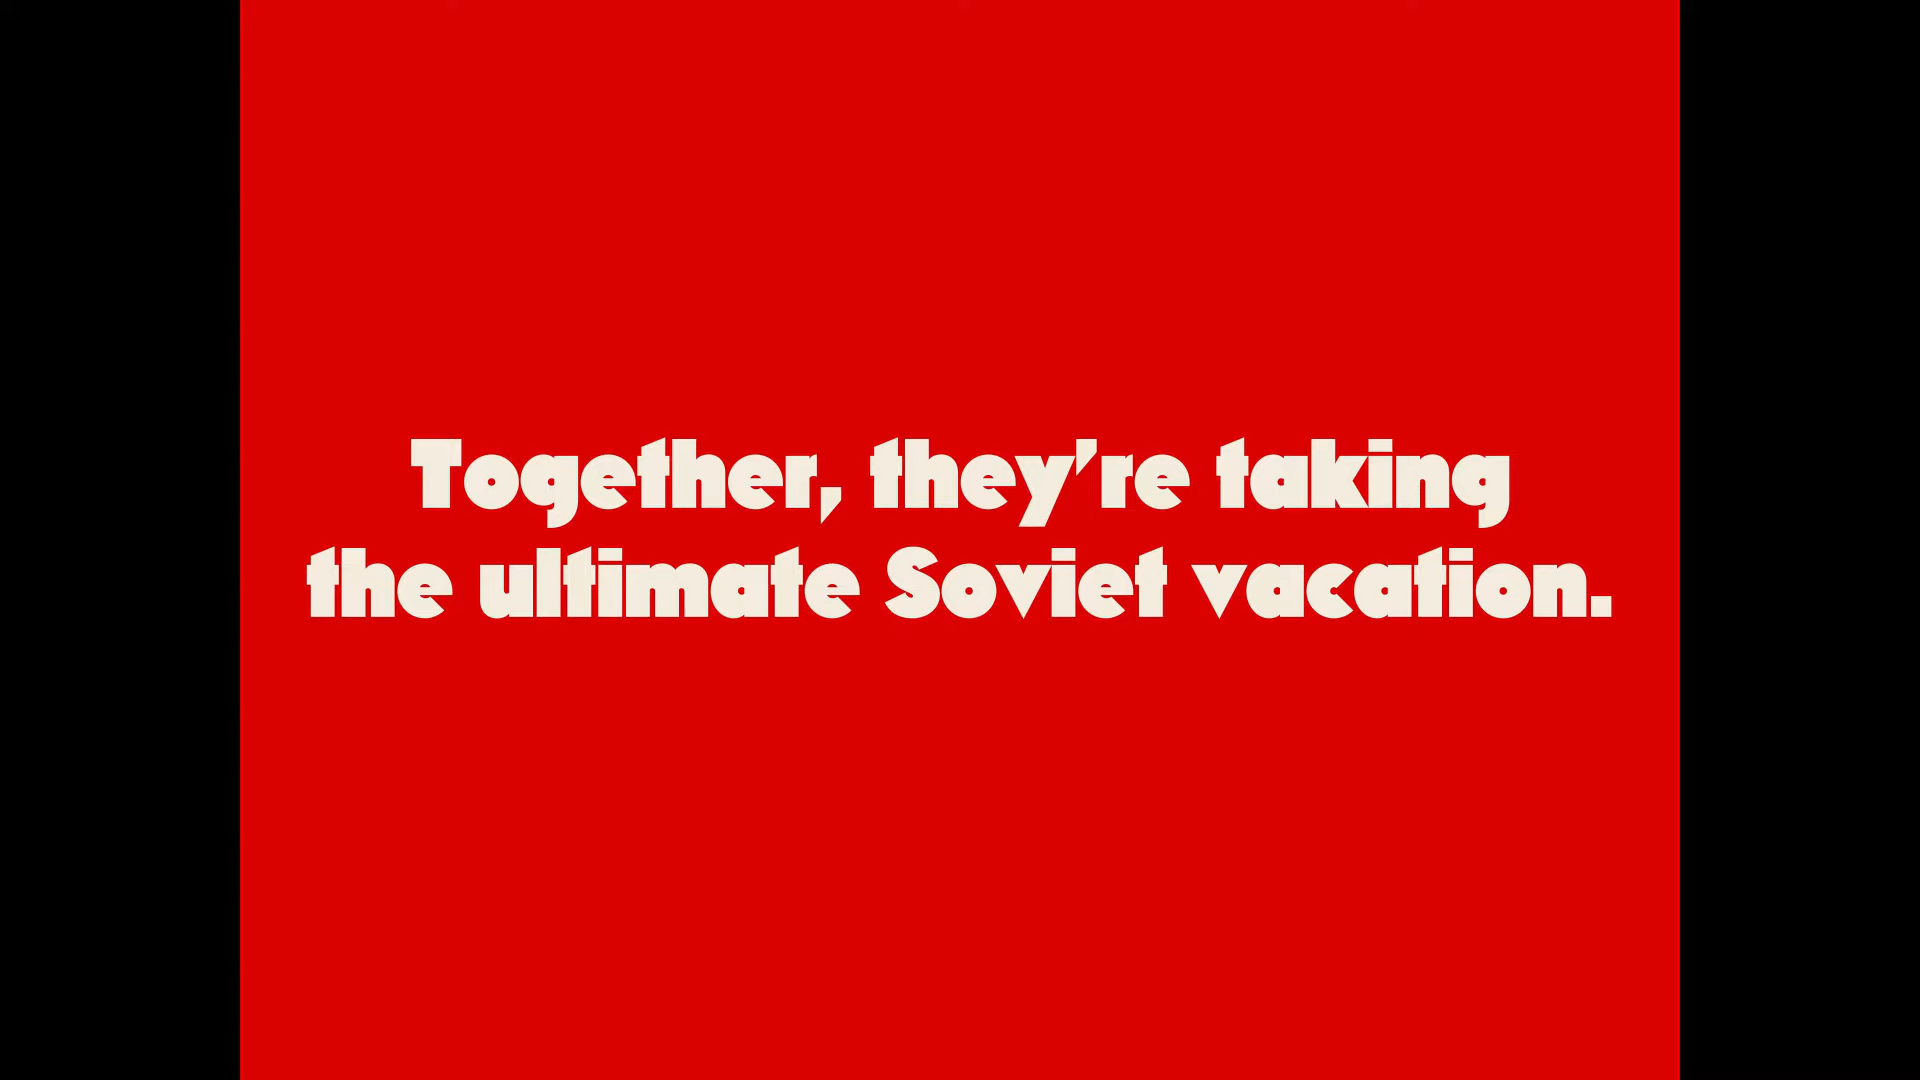 Together, they’re taking
the ultimate Soviet vacation.